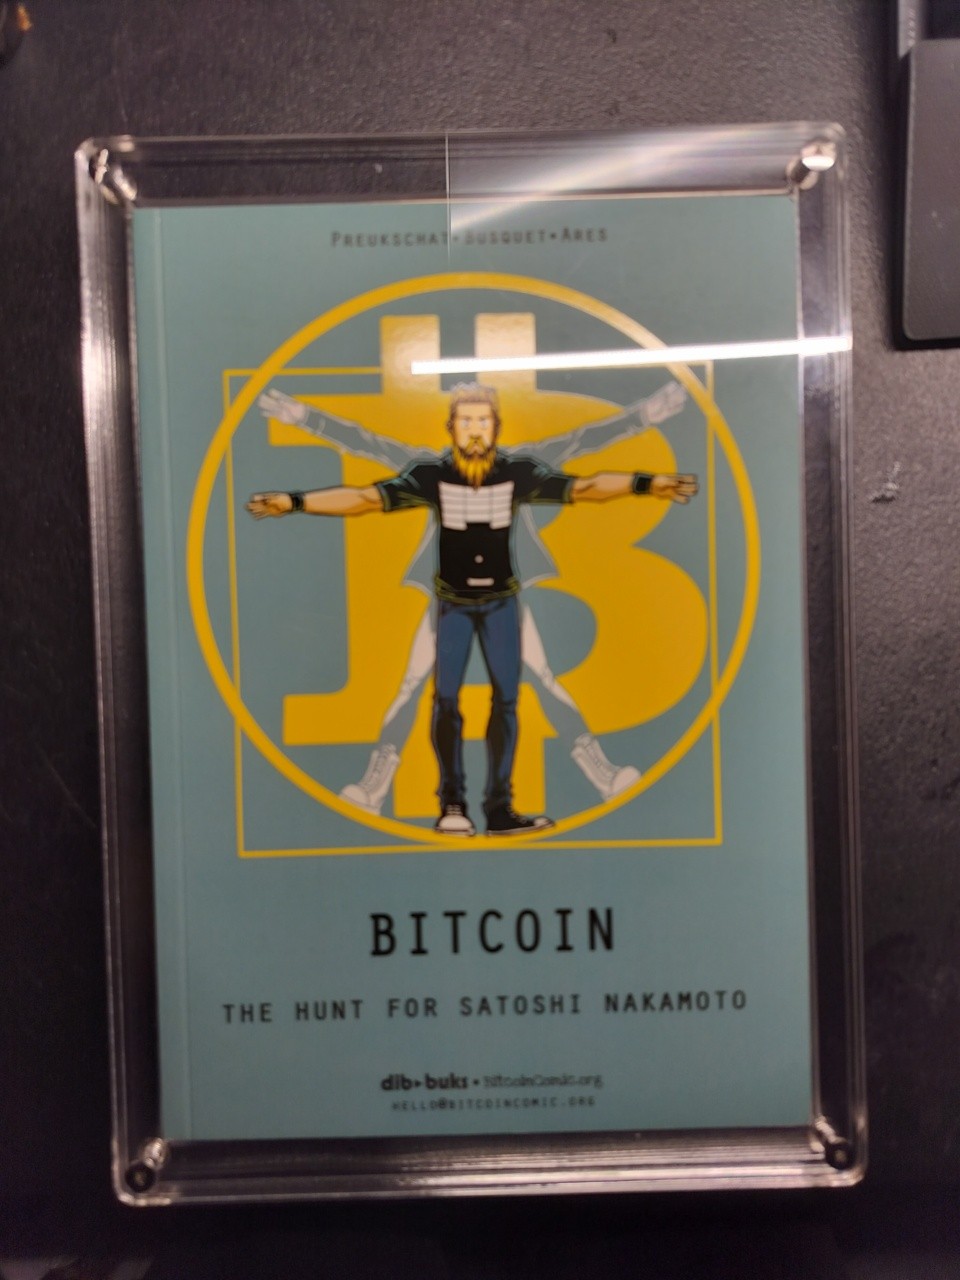 PREUKSCHAT•BUSQUET•ARES
BITCOIN
THE HUNT FOR SATOSHI NAKAMOTO
dib•buks • BitcoinComic.org
HELLO@BITCOINCOMIC.ORG